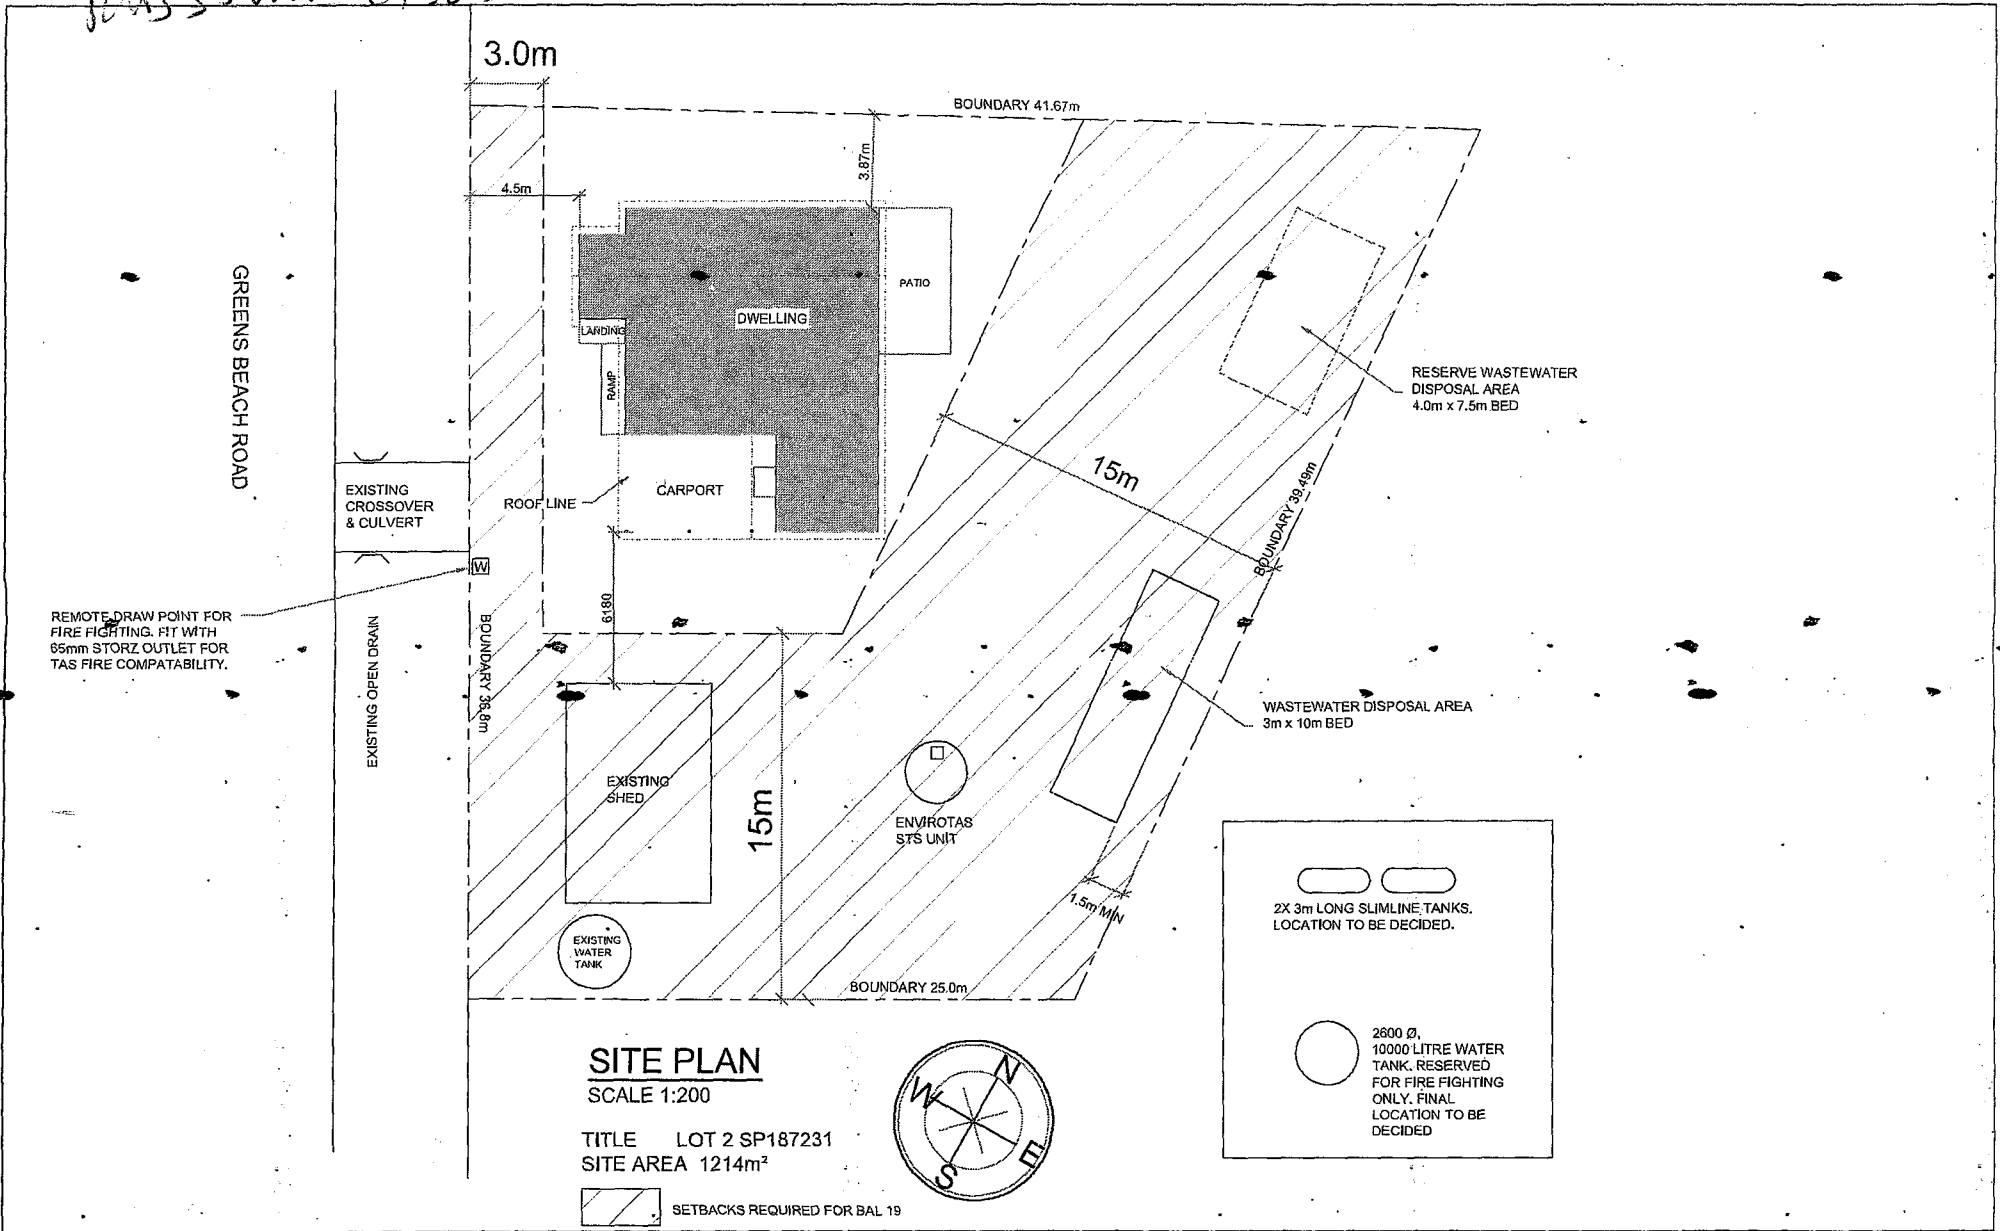 3.0m
BOUNDARY 41.67m
3.87m
4.5m
GREENS BEACH ROAD
PATIO
DWELLING
LANDING
RAMP
RESERVE WASTEWATER
DISPOSAL AREA
4.0m x 7.5m BED
15m
BOUNDARY 39.49m
EXISTING
CROSSOVER
& CULVERT
ROOF LINE
CARPORT
W
6180
REMOTE DRAW POINT FOR
FIRE FIGHTING. FIT WITH
65mm STORZ OUTLET FOR
TAS FIRE COMPATABILITY.
EXISTING OPEN DRAIN
BOUNDARY 36.8m
WASTEWATER DISPOSAL AREA
3m x 10m BED
EXISTING
SHED
15m
ENVIROTAS
STS UNIT
1.5m MIN
EXISTING
WATER
TANK
BOUNDARY 25.0m
2X 3m LONG SLIMLINE TANKS.
LOCATION TO BE DECIDED.
2600 Ø,
10000 LITRE WATER
TANK. RESERVED
FOR FIRE FIGHTING
ONLY. FINAL
LOCATION TO BE
DECIDED
SITE PLAN
SCALE 1:200
TITLE LOT 2 SP187231
SITE AREA 1214m²
N
W
E
S
SETBACKS REQUIRED FOR BAL 19